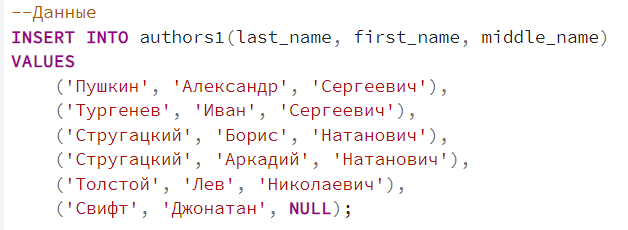 --Данные
INSERT INTO authors1(last_name, first_name, middle_name)
VALUES
('Пушкин', 'Александр', 'Сергеевич'),
('Тургенев', 'Иван', 'Сергеевич'),
('Стругацкий', 'Борис', 'Натанович'),
('Стругацкий', 'Аркадий', 'Натанович'),
('Толстой', 'Лев', 'Николаевич'),
('Свифт', 'Джонатан', NULL);